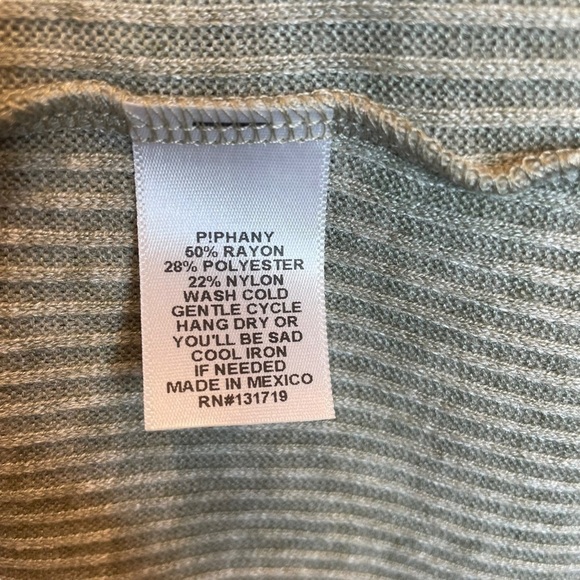 P!PHANY
50% RAYON
28% POLYESTER
22% NYLON
WASH COLD
GENTLE CYCLE
HANG DRY OR
YOU'LL BE SAD
COOL IRON
IF NEEDED
MADE IN MEXICO
RN#131719